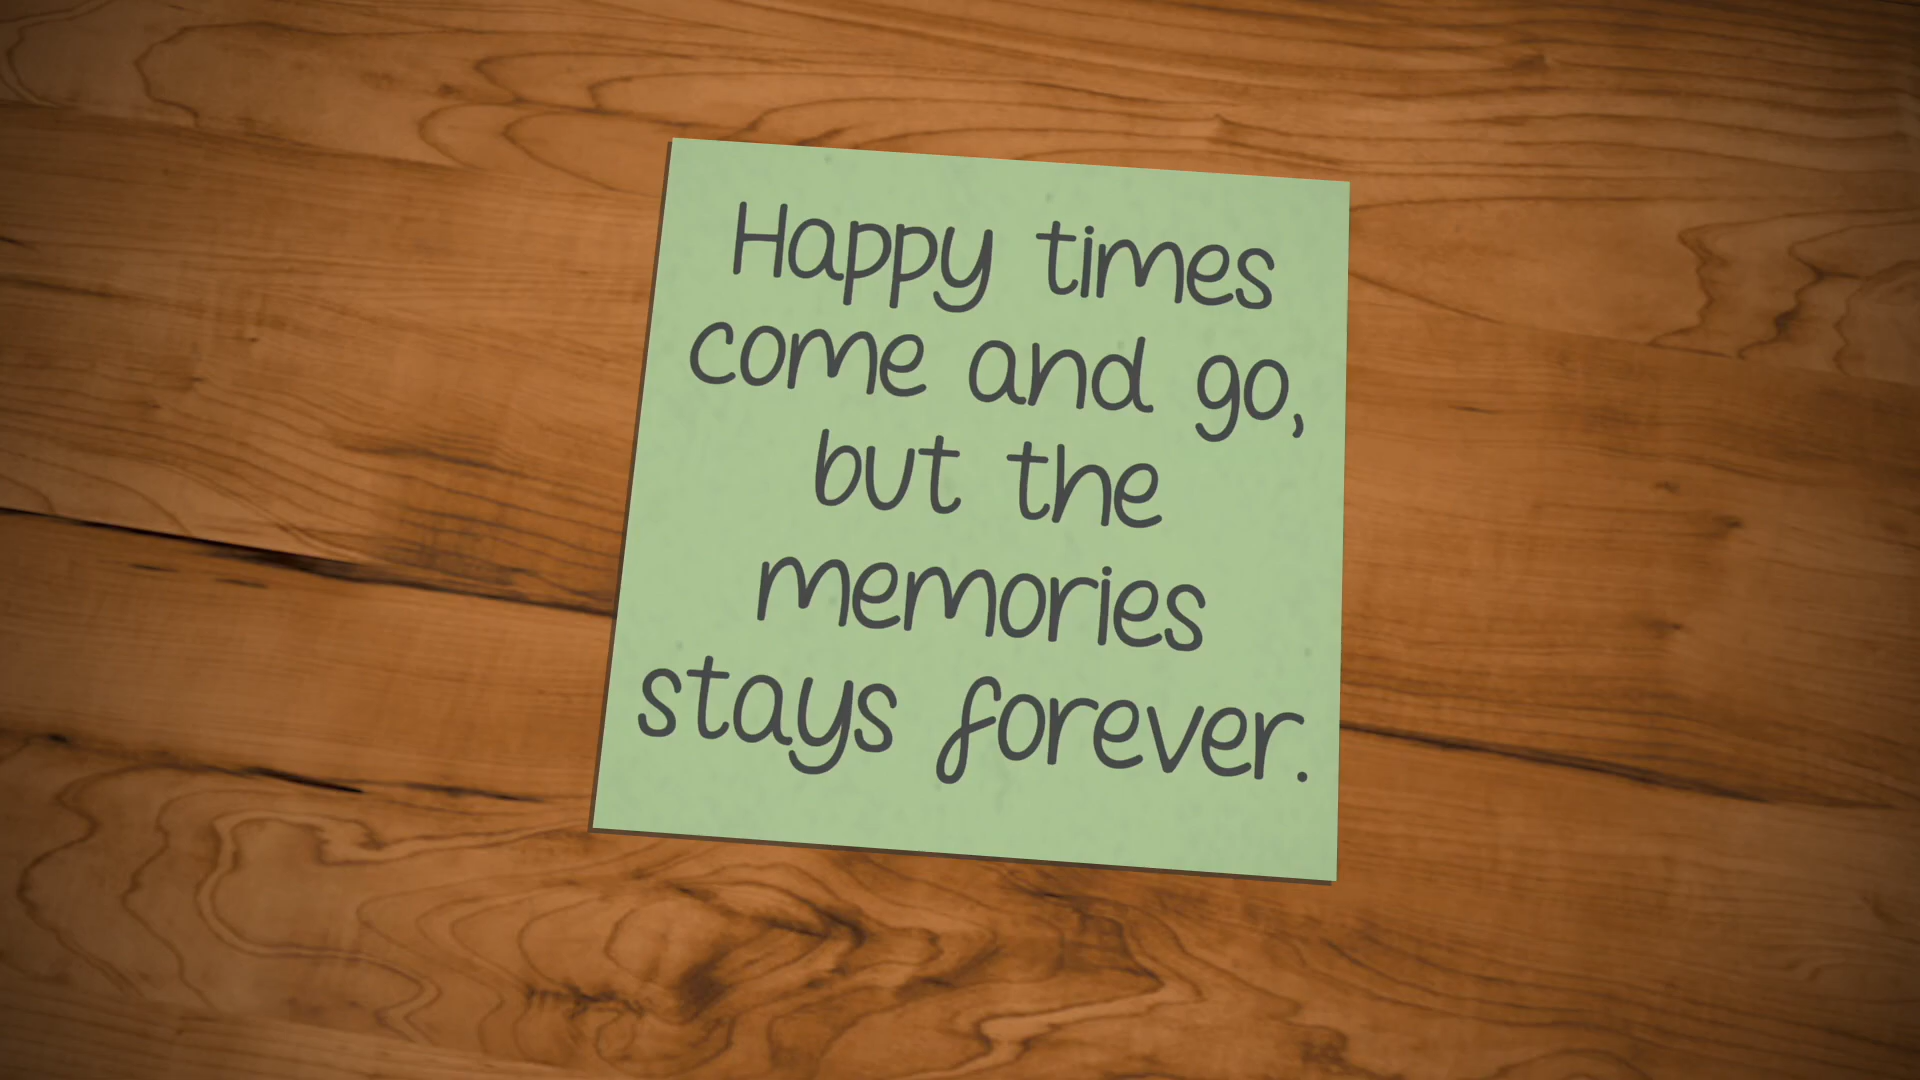 Happy times
come and go,
but the
memories
stays forever.